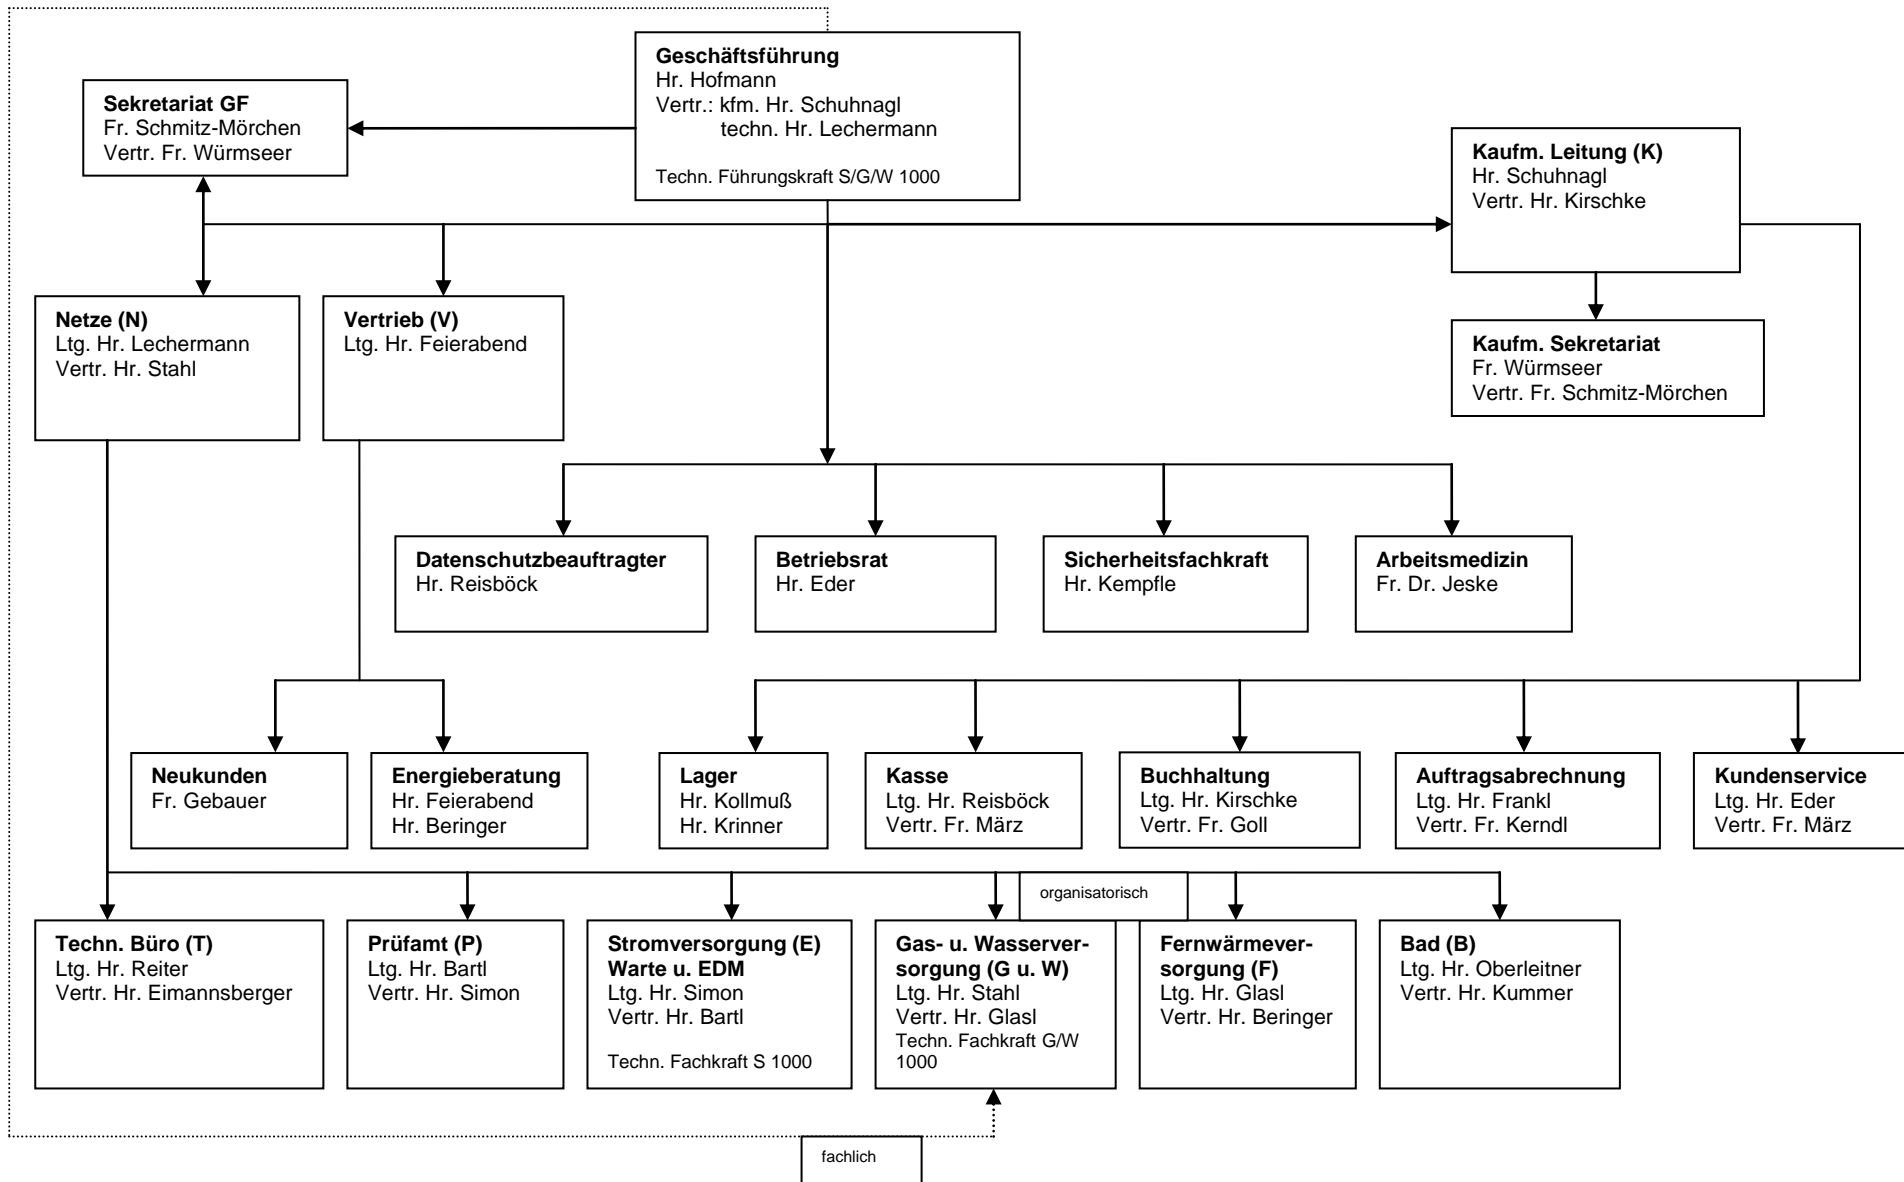 Geschäftsführung
Hr. Hofmann
Vertr.: kfm. Hr. Schuhnagl
techn. Hr. Lechermann
Techn. Führungskraft S/G/W 1000
Sekretariat GF
Fr. Schmitz-Mörchen
Vertr. Fr. Würmseer
Kaufm. Leitung (K)
Hr. Schuhnagl
Vertr. Hr. Kirschke
Netze (N)
Ltg. Hr. Lechermann
Vertr. Hr. Stahl
Vertrieb (V)
Ltg. Hr. Feierabend
Kaufm. Sekretariat
Fr. Würmseer
Vertr. Fr. Schmitz-Mörchen
Datenschutzbeauftragter
Hr. Reisböck
Betriebsrat
Hr. Eder
Sicherheitsfachkraft
Hr. Kempfle
Arbeitsmedizin
Fr. Dr. Jeske
Neukunden
Fr. Gebauer
Energieberatung
Hr. Feierabend
Hr. Beringer
Lager
Hr. Kollmuß
Hr. Krinner
Kasse
Ltg. Hr. Reisböck
Vertr. Fr. März
Buchhaltung
Ltg. Hr. Kirschke
Vertr. Fr. Goll
Auftragsabrechnung
Ltg. Hr. Frankl
Vertr. Fr. Kerndl
Kundenservice
Ltg. Hr. Eder
Vertr. Fr. März
organisatorisch
Techn. Büro (T)
Ltg. Hr. Reiter
Vertr. Hr. Eimannsberger
Prüfamt (P)
Ltg. Hr. Bartl
Vertr. Hr. Simon
Stromversorgung (E)
Warte u. EDM
Ltg. Hr. Simon
Vertr. Hr. Bartl
Techn. Fachkraft S 1000
Gas- u. Wasserver-
sorgung (G u. W)
Ltg. Hr. Stahl
Vertr. Hr. Glasl
Techn. Fachkraft G/W
1000
Fernwärmever-
sorgung (F)
Ltg. Hr. Glasl
Vertr. Hr. Beringer
Bad (B)
Ltg. Hr. Oberleitner
Vertr. Hr. Kummer
fachlich